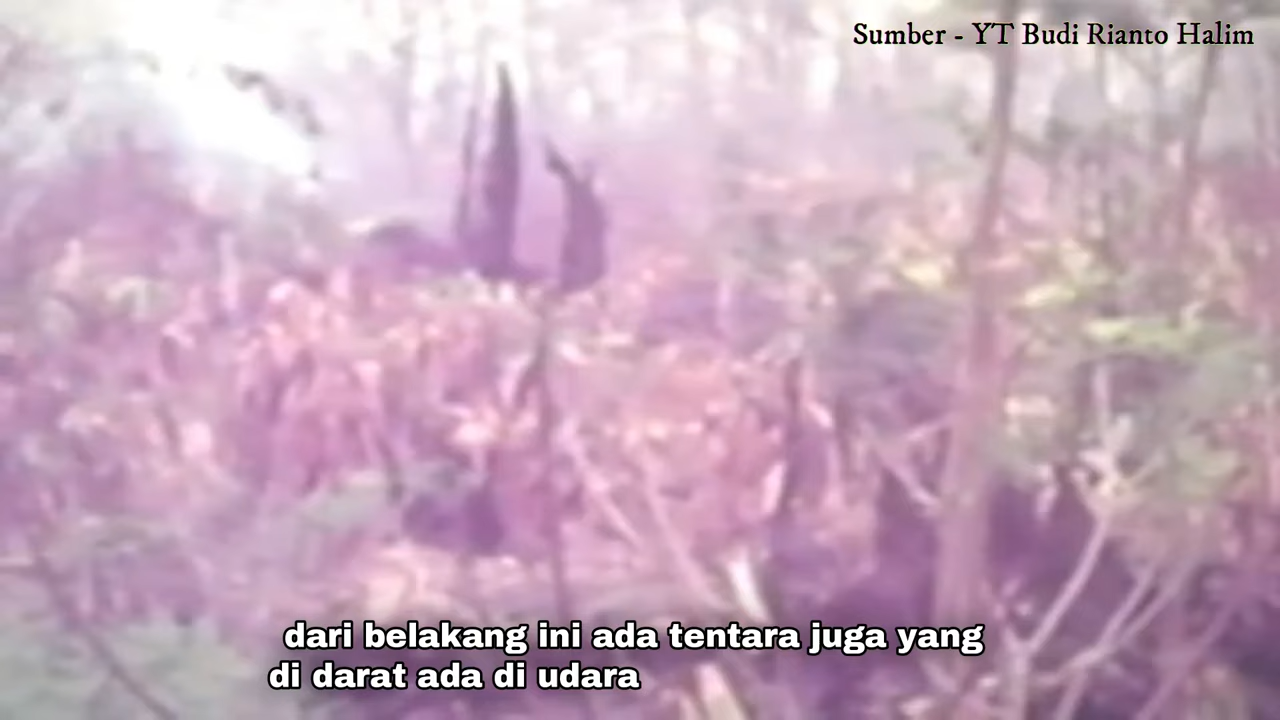 Sumber - YT Budi Rianto Halim
dari belakang ini ada tentara juga yang
di darat ada di udara